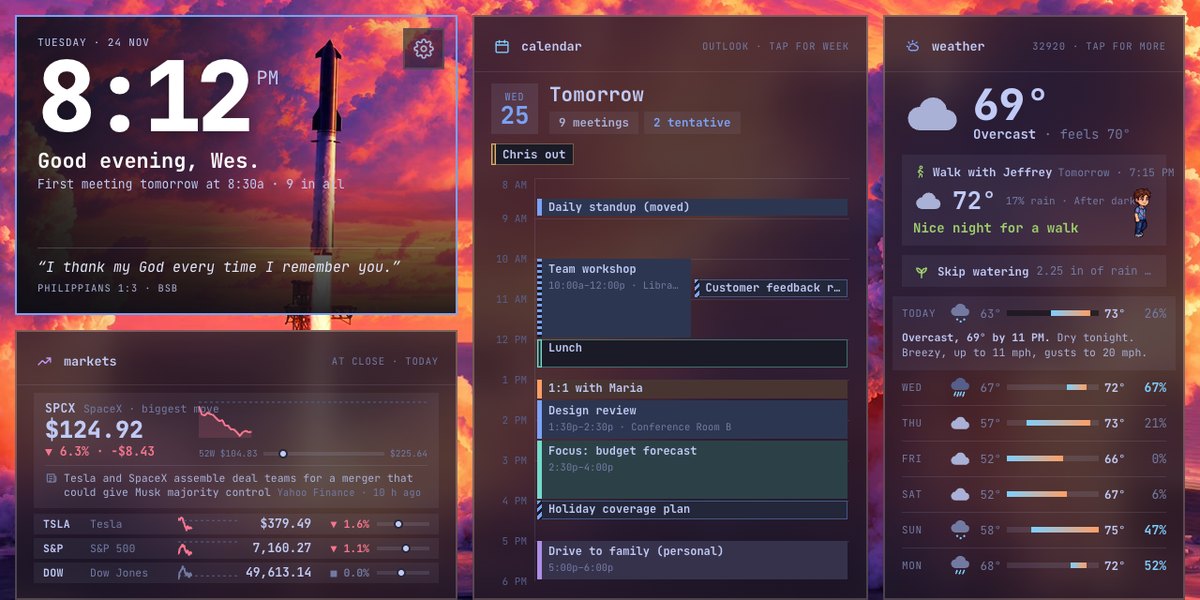 TUESDAY · 24 NOV
8:12 PM
Good evening, Wes.
First meeting tomorrow at 8:30a · 9 in all
“I thank my God every time I remember you.”
PHILIPPIANS 1:3 · BSB
markets
AT CLOSE · TODAY
SPCX SpaceX · biggest move
$124.92
▼ 6.3% · -$8.43
52W $104.83 $225.64
Tesla and SpaceX assemble deal teams for a merger that
could give Musk majority control Yahoo Finance · 10 h ago
TSLA Tesla $379.49 ▼ 1.6%
S&P S&P 500 7,160.27 ▼ 1.1%
DOW Dow Jones 49,613.14 ■ 0.0%
calendar
OUTLOOK · TAP FOR WEEK
WED
25
Tomorrow
9 meetings 2 tentative
Chris out
8 AM
Daily standup (moved)
9 AM
10 AM
Team workshop
10:00a–12:00p · Libra…
Customer feedback r…
11 AM
12 PM
Lunch
1 PM
1:1 with Maria
Design review
2 PM
1:30p–2:30p · Conference Room B
Focus: budget forecast
3 PM
2:30p–4:00p
4 PM
Holiday coverage plan
5 PM
Drive to family (personal)
5:00p–6:00p
6 PM
weather
32920 · TAP FOR MORE
69°
Overcast · feels 70°
Walk with Jeffrey Tomorrow · 7:15 PM
72° 17% rain · After dark
Nice night for a walk
Skip watering 2.25 in of rain …
TODAY 63° 73° 26%
Overcast, 69° by 11 PM. Dry tonight.
Breezy, up to 11 mph, gusts to 20 mph.
WED 67° 72° 67%
THU 57° 73° 21%
FRI 52° 66° 0%
SAT 52° 67° 6%
SUN 58° 75° 47%
MON 68° 72° 52%